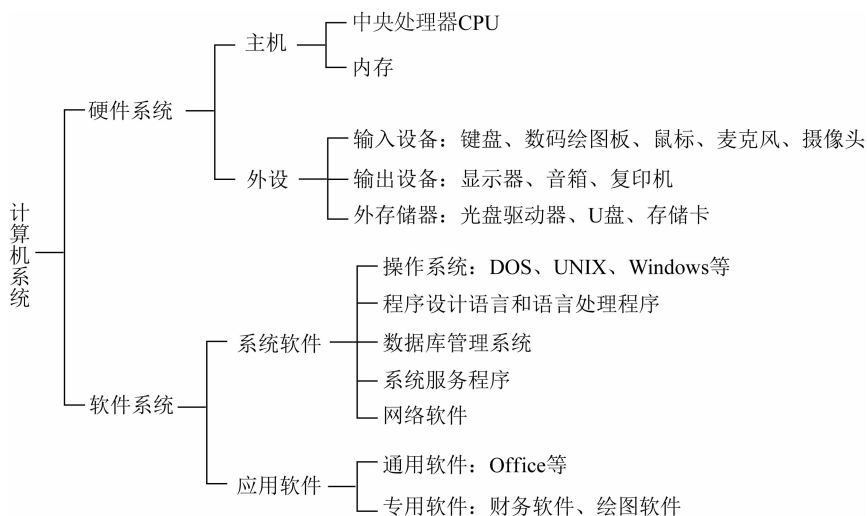 计算机系统
硬件系统
主机
中央处理器CPU
内存
外设
输入设备：键盘、数码绘图板、鼠标、麦克风、摄像头
输出设备：显示器、音箱、复印机
外存储器：光盘驱动器、U盘、存储卡
软件系统
系统软件
操作系统：DOS、UNIX、Windows等
程序设计语言和语言处理程序
数据库管理系统
系统服务程序
网络软件
应用软件
通用软件：Office等
专用软件：财务软件、绘图软件